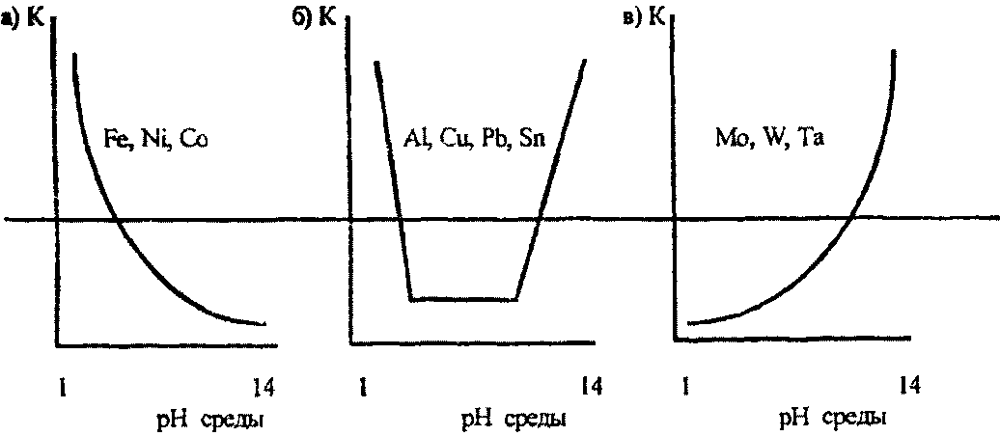 а) К б) К в) К
Fe, Ni, Co Al, Cu, Pb, Sn Mo, W, Ta
1 14 1 14 1 14
pH среды pH среды pH среды